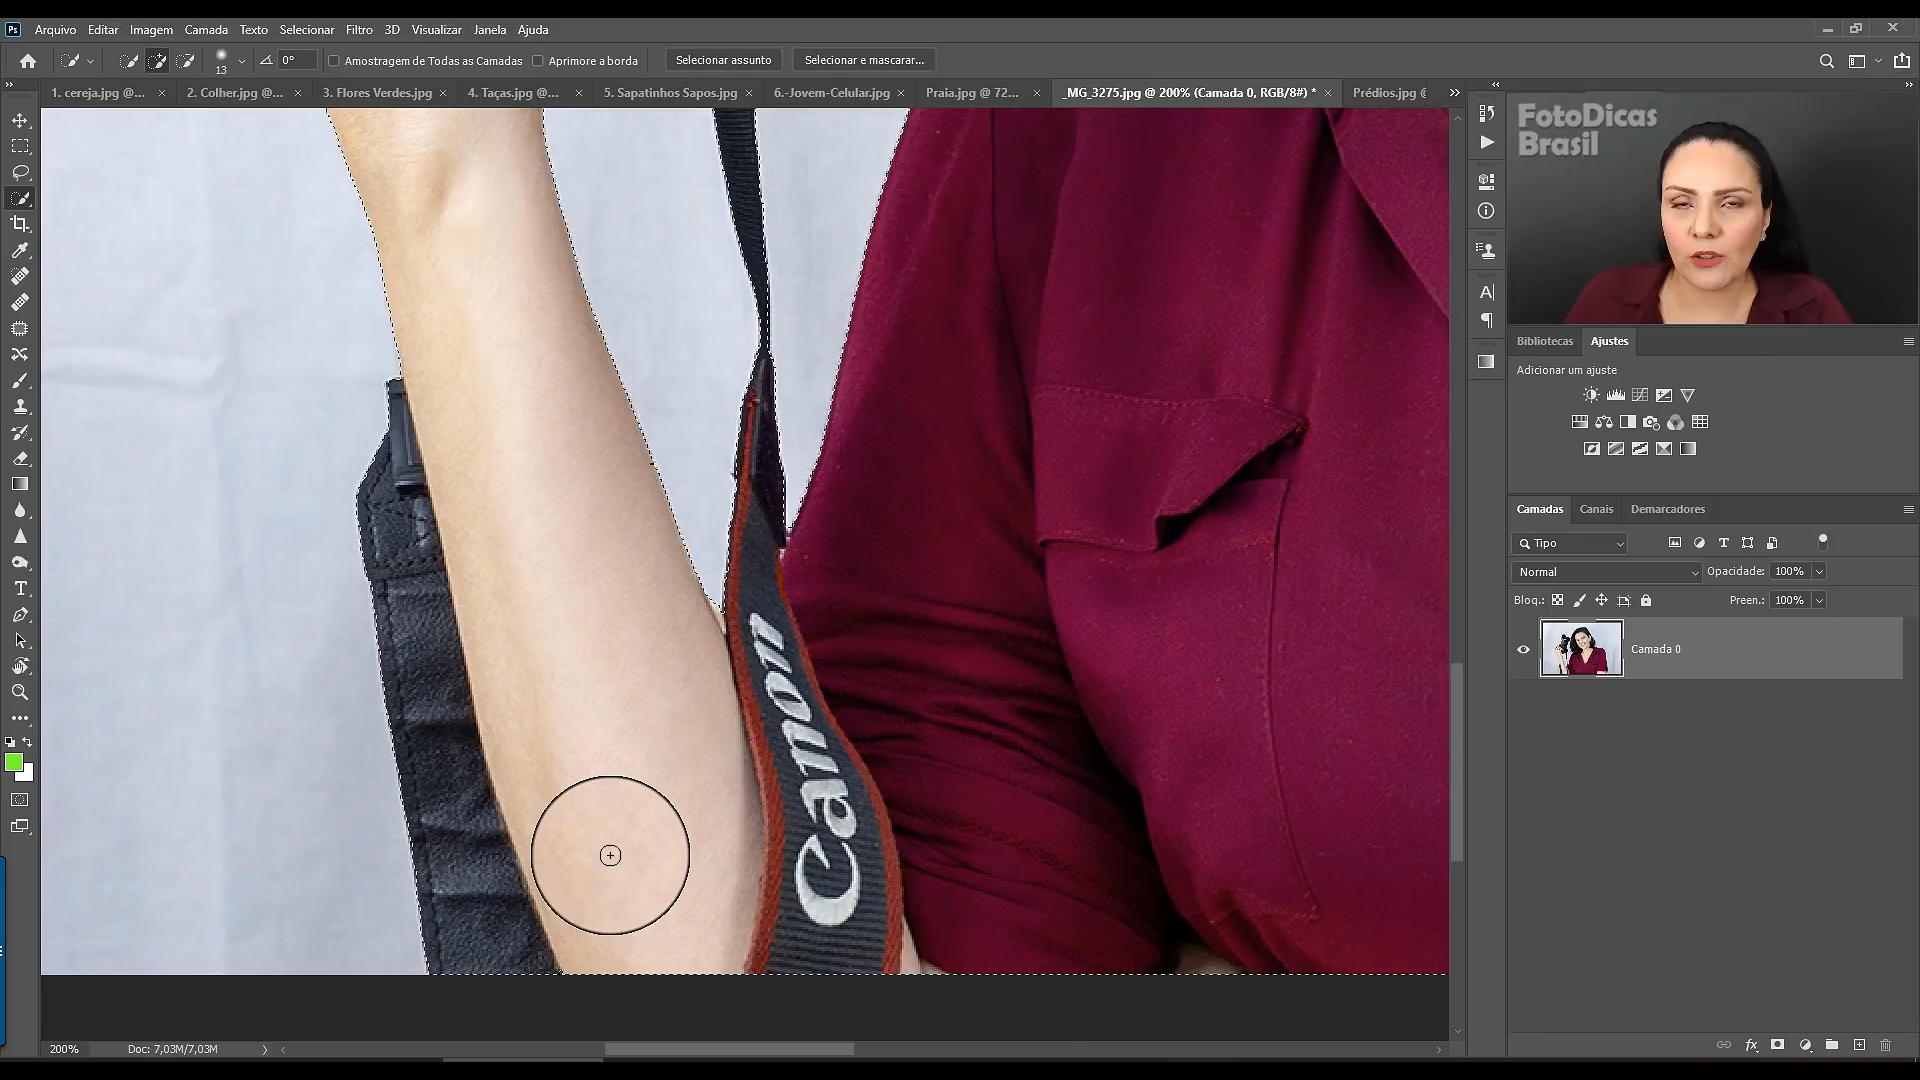 Ps Arquivo Editar Imagem Camada Texto Selecionar Filtro 3D Visualizar Janela Ajuda
13 0° Amostragem de Todas as Camadas Aprimore a borda Selecionar assunto Selecionar e mascarar...
1. cereja.jpg @... × 2. Colher.jpg @... × 3. Flores Verdes.jpg × 4. Taças.jpg @... × 5. Sapatinhos Sapos.jpg × 6.-Jovem-Celular.jpg × Praia.jpg @ 72... × _MG_3275.jpg @ 200% (Camada 0, RGB/8#) * × Prédios.jpg @
FotoDicas
Brasil
Bibliotecas Ajustes
Adicionar um ajuste
Camadas Canais Demarcadores
Tipo
Normal Opacidade: 100%
Bloq.: Preen.: 100%
Camada 0
Canon
200% Doc: 7,03M/7,03M